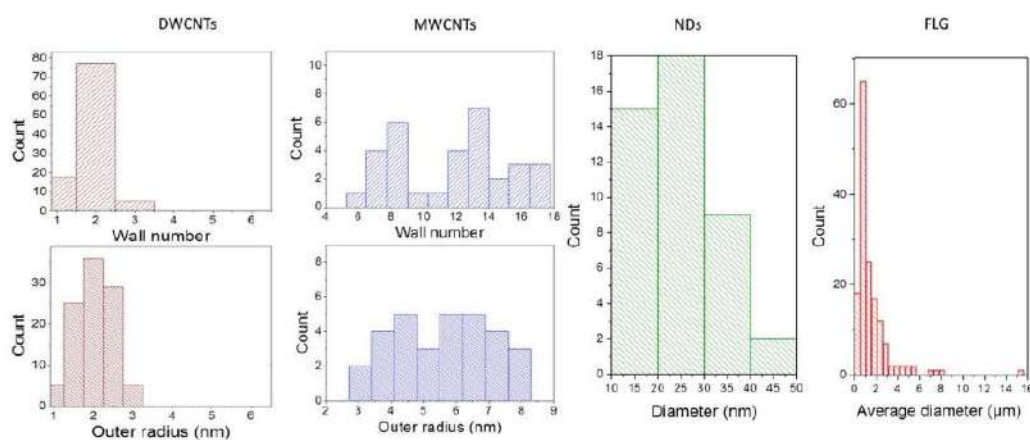 DWCNTs
MWCNTs
NDs
FLG
80
70
60
50
40
30
20
10
0
Count
1 2 3 4 5 6
Wall number
30
20
10
0
Count
1 2 3 4 5 6
Outer radius (nm)
10
8
6
4
2
0
Count
4 6 8 10 12 14 16 18
Wall number
8
6
4
2
0
Count
2 3 4 5 6 7 8 9
Outer radius (nm)
18
16
14
12
10
8
6
4
2
0
Count
10 20 30 40 50
Diameter (nm)
60
40
20
0
Count
0 2 4 6 8 10 12 14 16
Average diameter (µm)